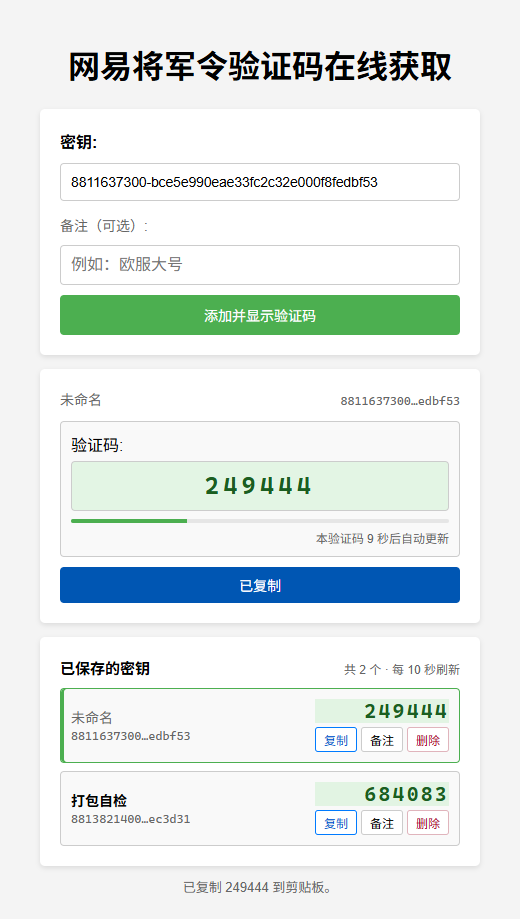 网易将军令验证码在线获取
密钥:
8811637300-bce5e990eae33fc2c32e000f8fedbf53
备注（可选）:
例如：欧服大号
添加并显示验证码
未命名 8811637300…edbf53
验证码:
249444
本验证码 9 秒后自动更新
已复制
已保存的密钥 共 2 个 · 每 10 秒刷新
未命名 249444
8811637300…edbf53 复制 备注 删除
打包自检 684083
8813821400…ec3d31 复制 备注 删除
已复制 249444 到剪贴板。